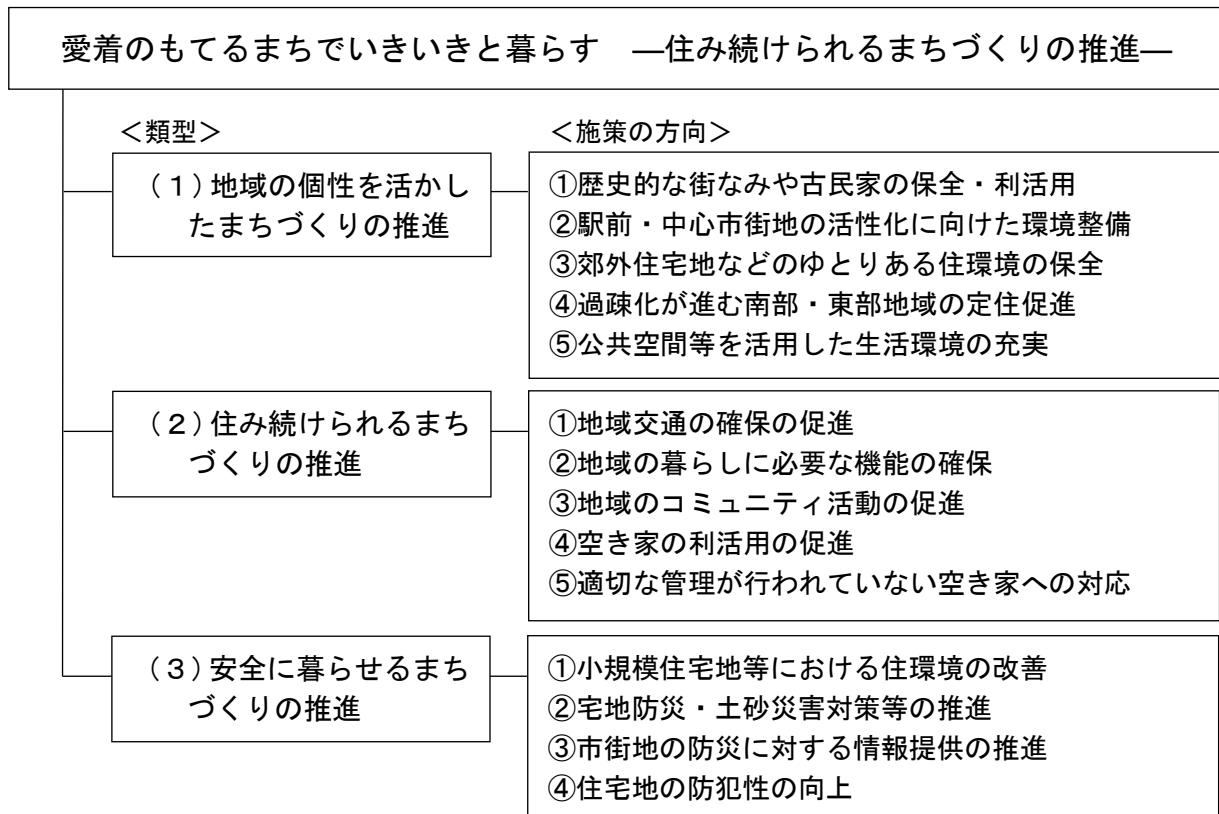 愛着のもてるまちでいきいきと暮らす　―住み続けられるまちづくりの推進―
＜類型＞　＜施策の方向＞
（１）地域の個性を活かし
たまちづくりの推進
①歴史的な街なみや古民家の保全・利活用
②駅前・中心市街地の活性化に向けた環境整備
③郊外住宅地などのゆとりある住環境の保全
④過疎化が進む南部・東部地域の定住促進
⑤公共空間等を活用した生活環境の充実
（２）住み続けられるまち
づくりの推進
①地域交通の確保の促進
②地域の暮らしに必要な機能の確保
③地域のコミュニティ活動の促進
④空き家の利活用の促進
⑤適切な管理が行われていない空き家への対応
（３）安全に暮らせるまち
づくりの推進
①小規模住宅地等における住環境の改善
②宅地防災・土砂災害対策等の推進
③市街地の防災に対する情報提供の推進
④住宅地の防犯性の向上